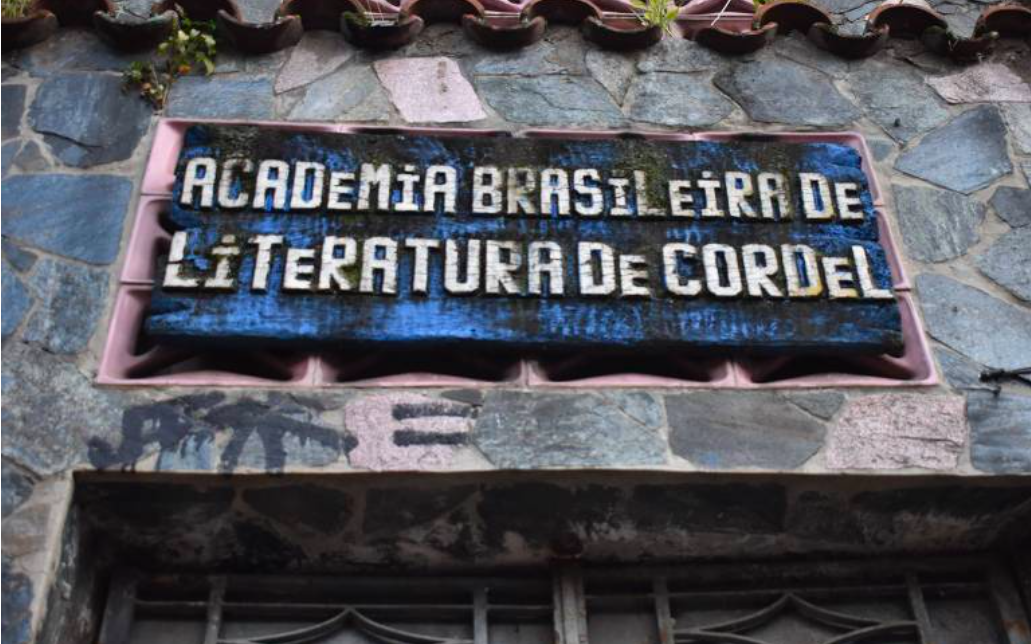 ACADEMIA BRASILEIRA DE
LITERATURA DE CORDEL